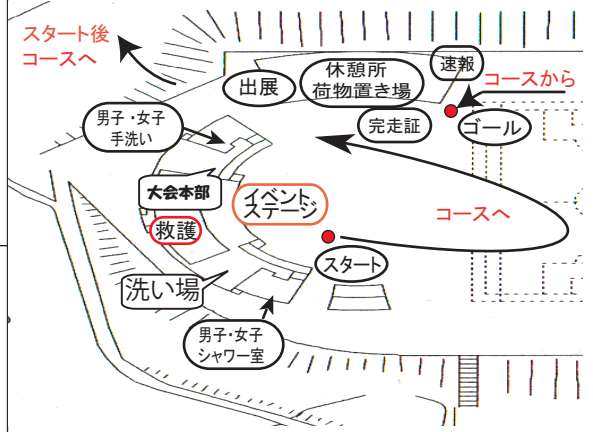 スタート後
コースへ
出展
休憩所
荷物置き場
速報
コースから
男子・女子
手洗い
完走証
ゴール
大会本部
イベント
ステージ
救護
コースへ
スタート
洗い場
男子・女子
シャワー室